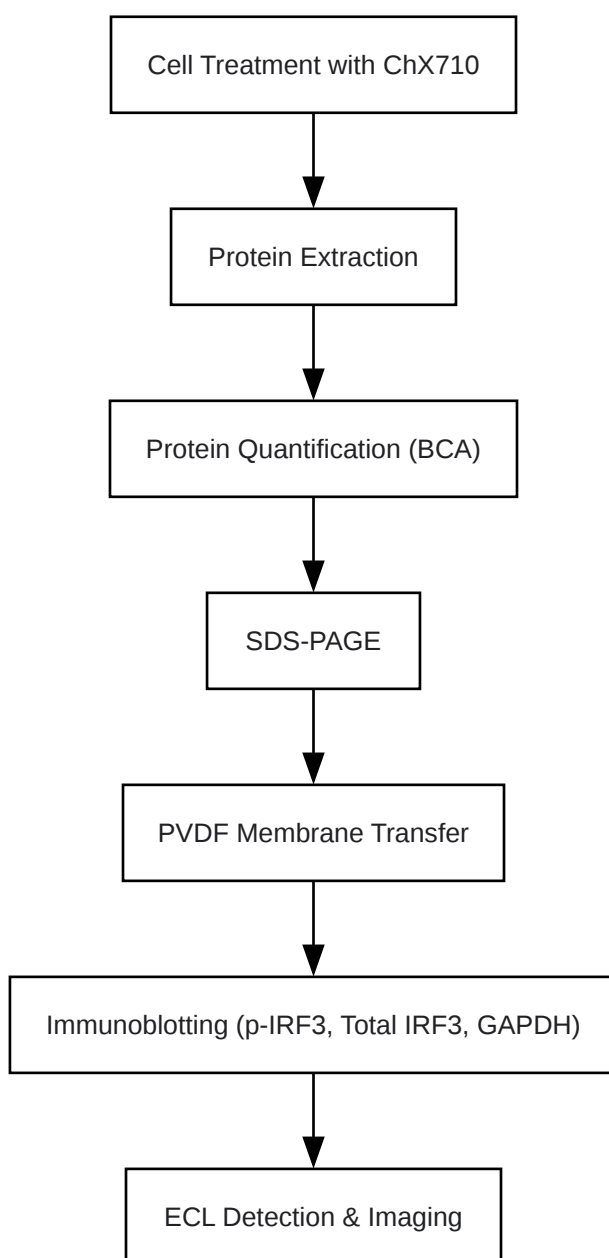 Cell Treatment with ChX710
Protein Extraction
Protein Quantification (BCA)
SDS-PAGE
PVDF Membrane Transfer
Immunoblotting (p-IRF3, Total IRF3, GAPDH)
ECL Detection & Imaging